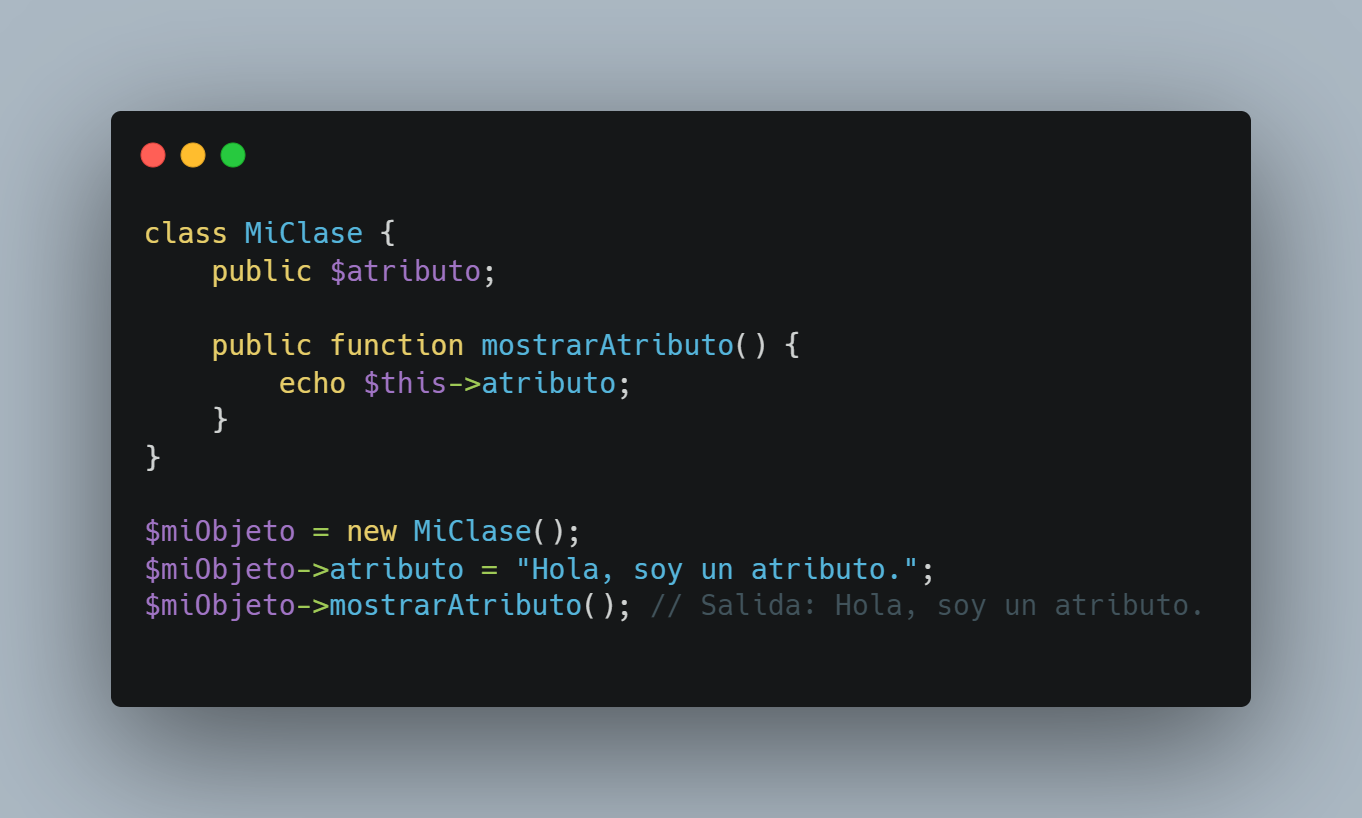 class MiClase {
    public $atributo;

    public function mostrarAtributo() {
        echo $this->atributo;
    }
}

$miObjeto = new MiClase();
$miObjeto->atributo = "Hola, soy un atributo.";
$miObjeto->mostrarAtributo(); // Salida: Hola, soy un atributo.